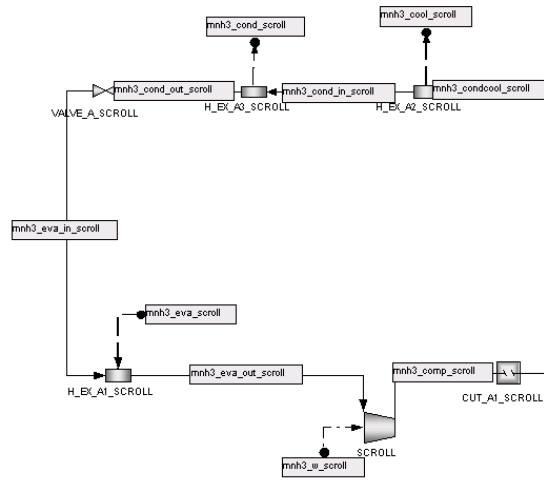 mnh3_cond_scroll
mnh3_cool_scroll
mnh3_cond_out_scroll
mnh3_cond_in_scroll
mnh3_condcool_scroll
VALVE_A_SCROLL
H_EX_A3_SCROLL
H_EX_A2_SCROLL
mnh3_eva_in_scroll
mnh3_eva_scroll
mnh3_eva_out_scroll
mnh3_comp_scroll
H_EX_A1_SCROLL
CUT_A1_SCROLL
SCROLL
mnh3_w_scroll